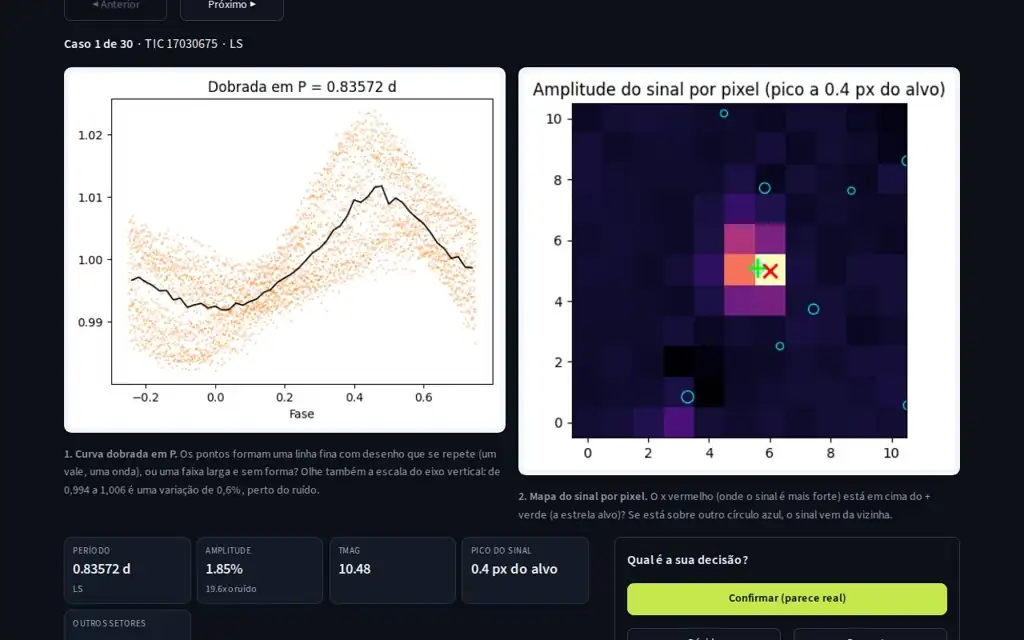 ◂ Anterior
Próximo ▸
Caso 1 de 30 · TIC 17030675 · LS
Dobrada em P = 0.83572 d
1.02
1.01
1.00
0.99
−0.2
0.0
0.2
0.4
0.6
Fase
Amplitude do sinal por pixel (pico a 0.4 px do alvo)
10
8
6
4
2
0
0
2
4
6
8
10
1. Curva dobrada em P. Os pontos formam uma linha fina com desenho que se repete (um
vale, uma onda), ou uma faixa larga e sem forma? Olhe também a escala do eixo vertical: de
0,994 a 1,006 é uma variação de 0,6%, perto do ruído.
2. Mapa do sinal por pixel. O x vermelho (onde o sinal é mais forte) está em cima do +
verde (a estrela alvo)? Se está sobre outro círculo azul, o sinal vem da vizinha.
PERÍODO
0.83572 d
LS
AMPLITUDE
1.85%
19.6x o ruído
TMAG
10.48
PICO DO SINAL
0.4 px do alvo
OUTROS SETORES
Qual é a sua decisão?
Confirmar (parece real)